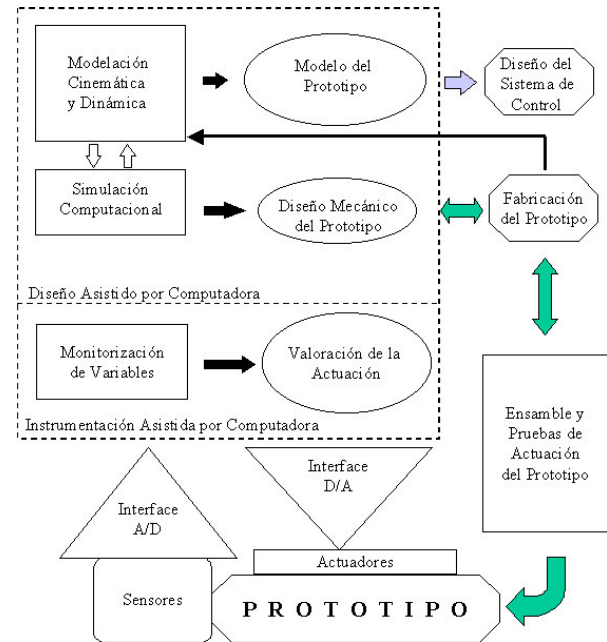 Modelación
Cinemática
y Dinámica
Modelo del
Prototipo
Diseño del
Sistema de
Control
Simulación
Computacional
Diseño Mecánico
del Prototipo
Fabricación
del Prototipo
Diseño Asistido por Computadora
Monitorización
de Variables
Valoración de la
Actuación
Instrumentación Asistida por Computadora
Ensamble y
Pruebas de
Actuación
del Prototipo
Interface
A/D
Interface
D/A
Sensores
Actuadores
P R O T O T I P O